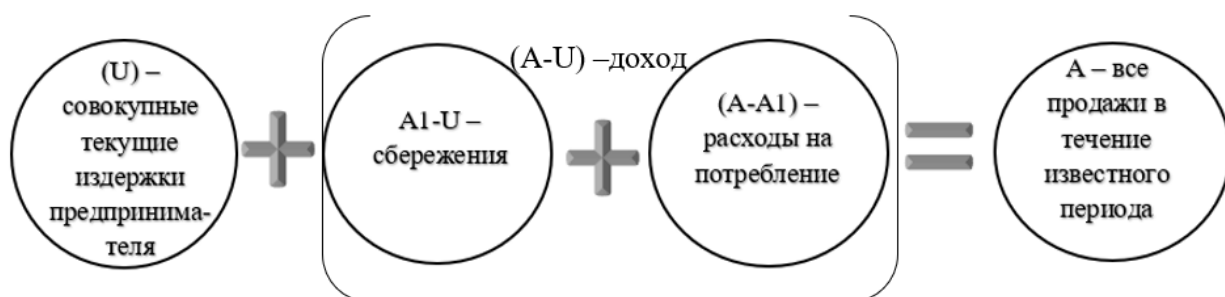 (U) –
совокупные
текущие
издержки
предпринима-
теля
(A-U) –доход
A1-U –
сбережения
(A-A1) –
расходы на
потребление
A – все
продажи в
течение
известного
периода